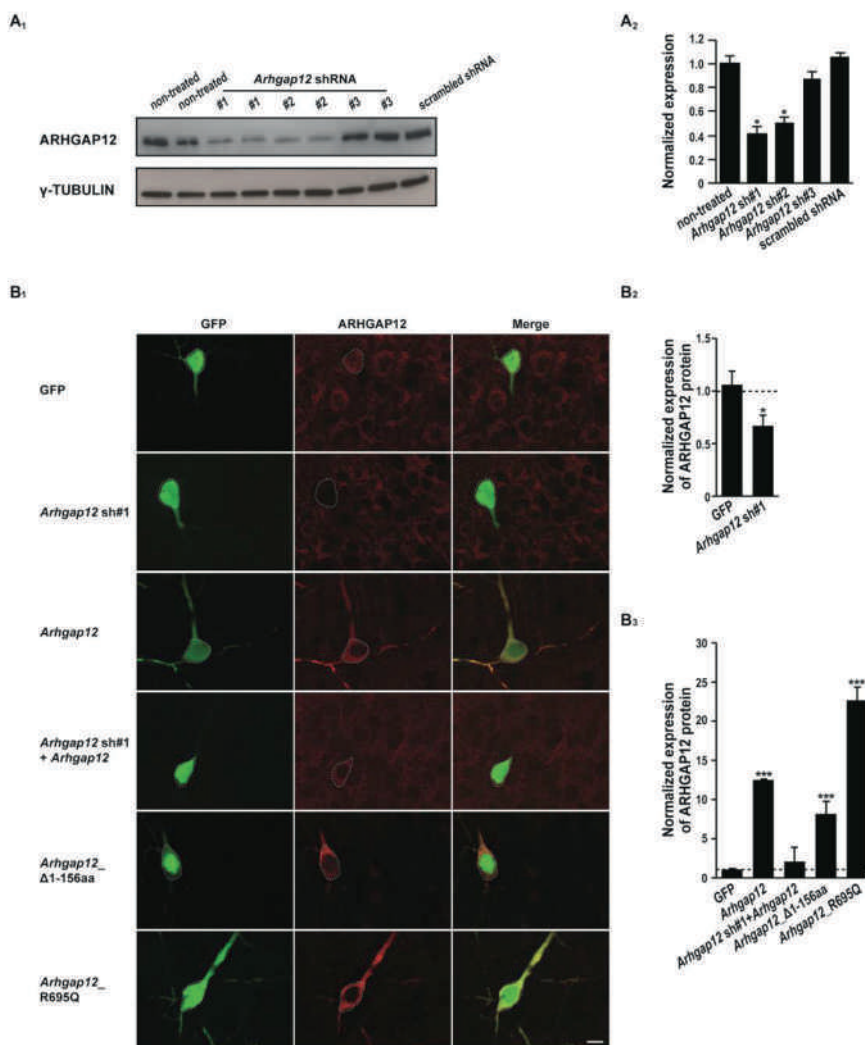 A1
non-treated
non-treated
Arhgap12 shRNA
#1
#1
#2
#2
#3
#3
scrambled shRNA
ARHGAP12
γ-TUBULIN
A2
Normalized expression
1.2
1.0
0.8
0.6
0.4
0.2
0
*
*
non-treated
Arhgap12 sh#1
Arhgap12 sh#2
Arhgap12 sh#3
scrambled shRNA
B1
GFP
ARHGAP12
Merge
GFP
Arhgap12 sh#1
Arhgap12
Arhgap12 sh#1
+ Arhgap12
Arhgap12_
Δ1-156aa
Arhgap12_
R695Q
B2
Normalized expression
of ARHGAP12 protein
1.5
1.0
0.5
0
*
GFP
Arhgap12 sh#1
B3
Normalized expression
of ARHGAP12 protein
30
25
20
15
10
5
0
***
***
***
GFP
Arhgap12
Arhgap12 sh#1+Arhgap12
Arhgap12_Δ1-156aa
Arhgap12_R695Q